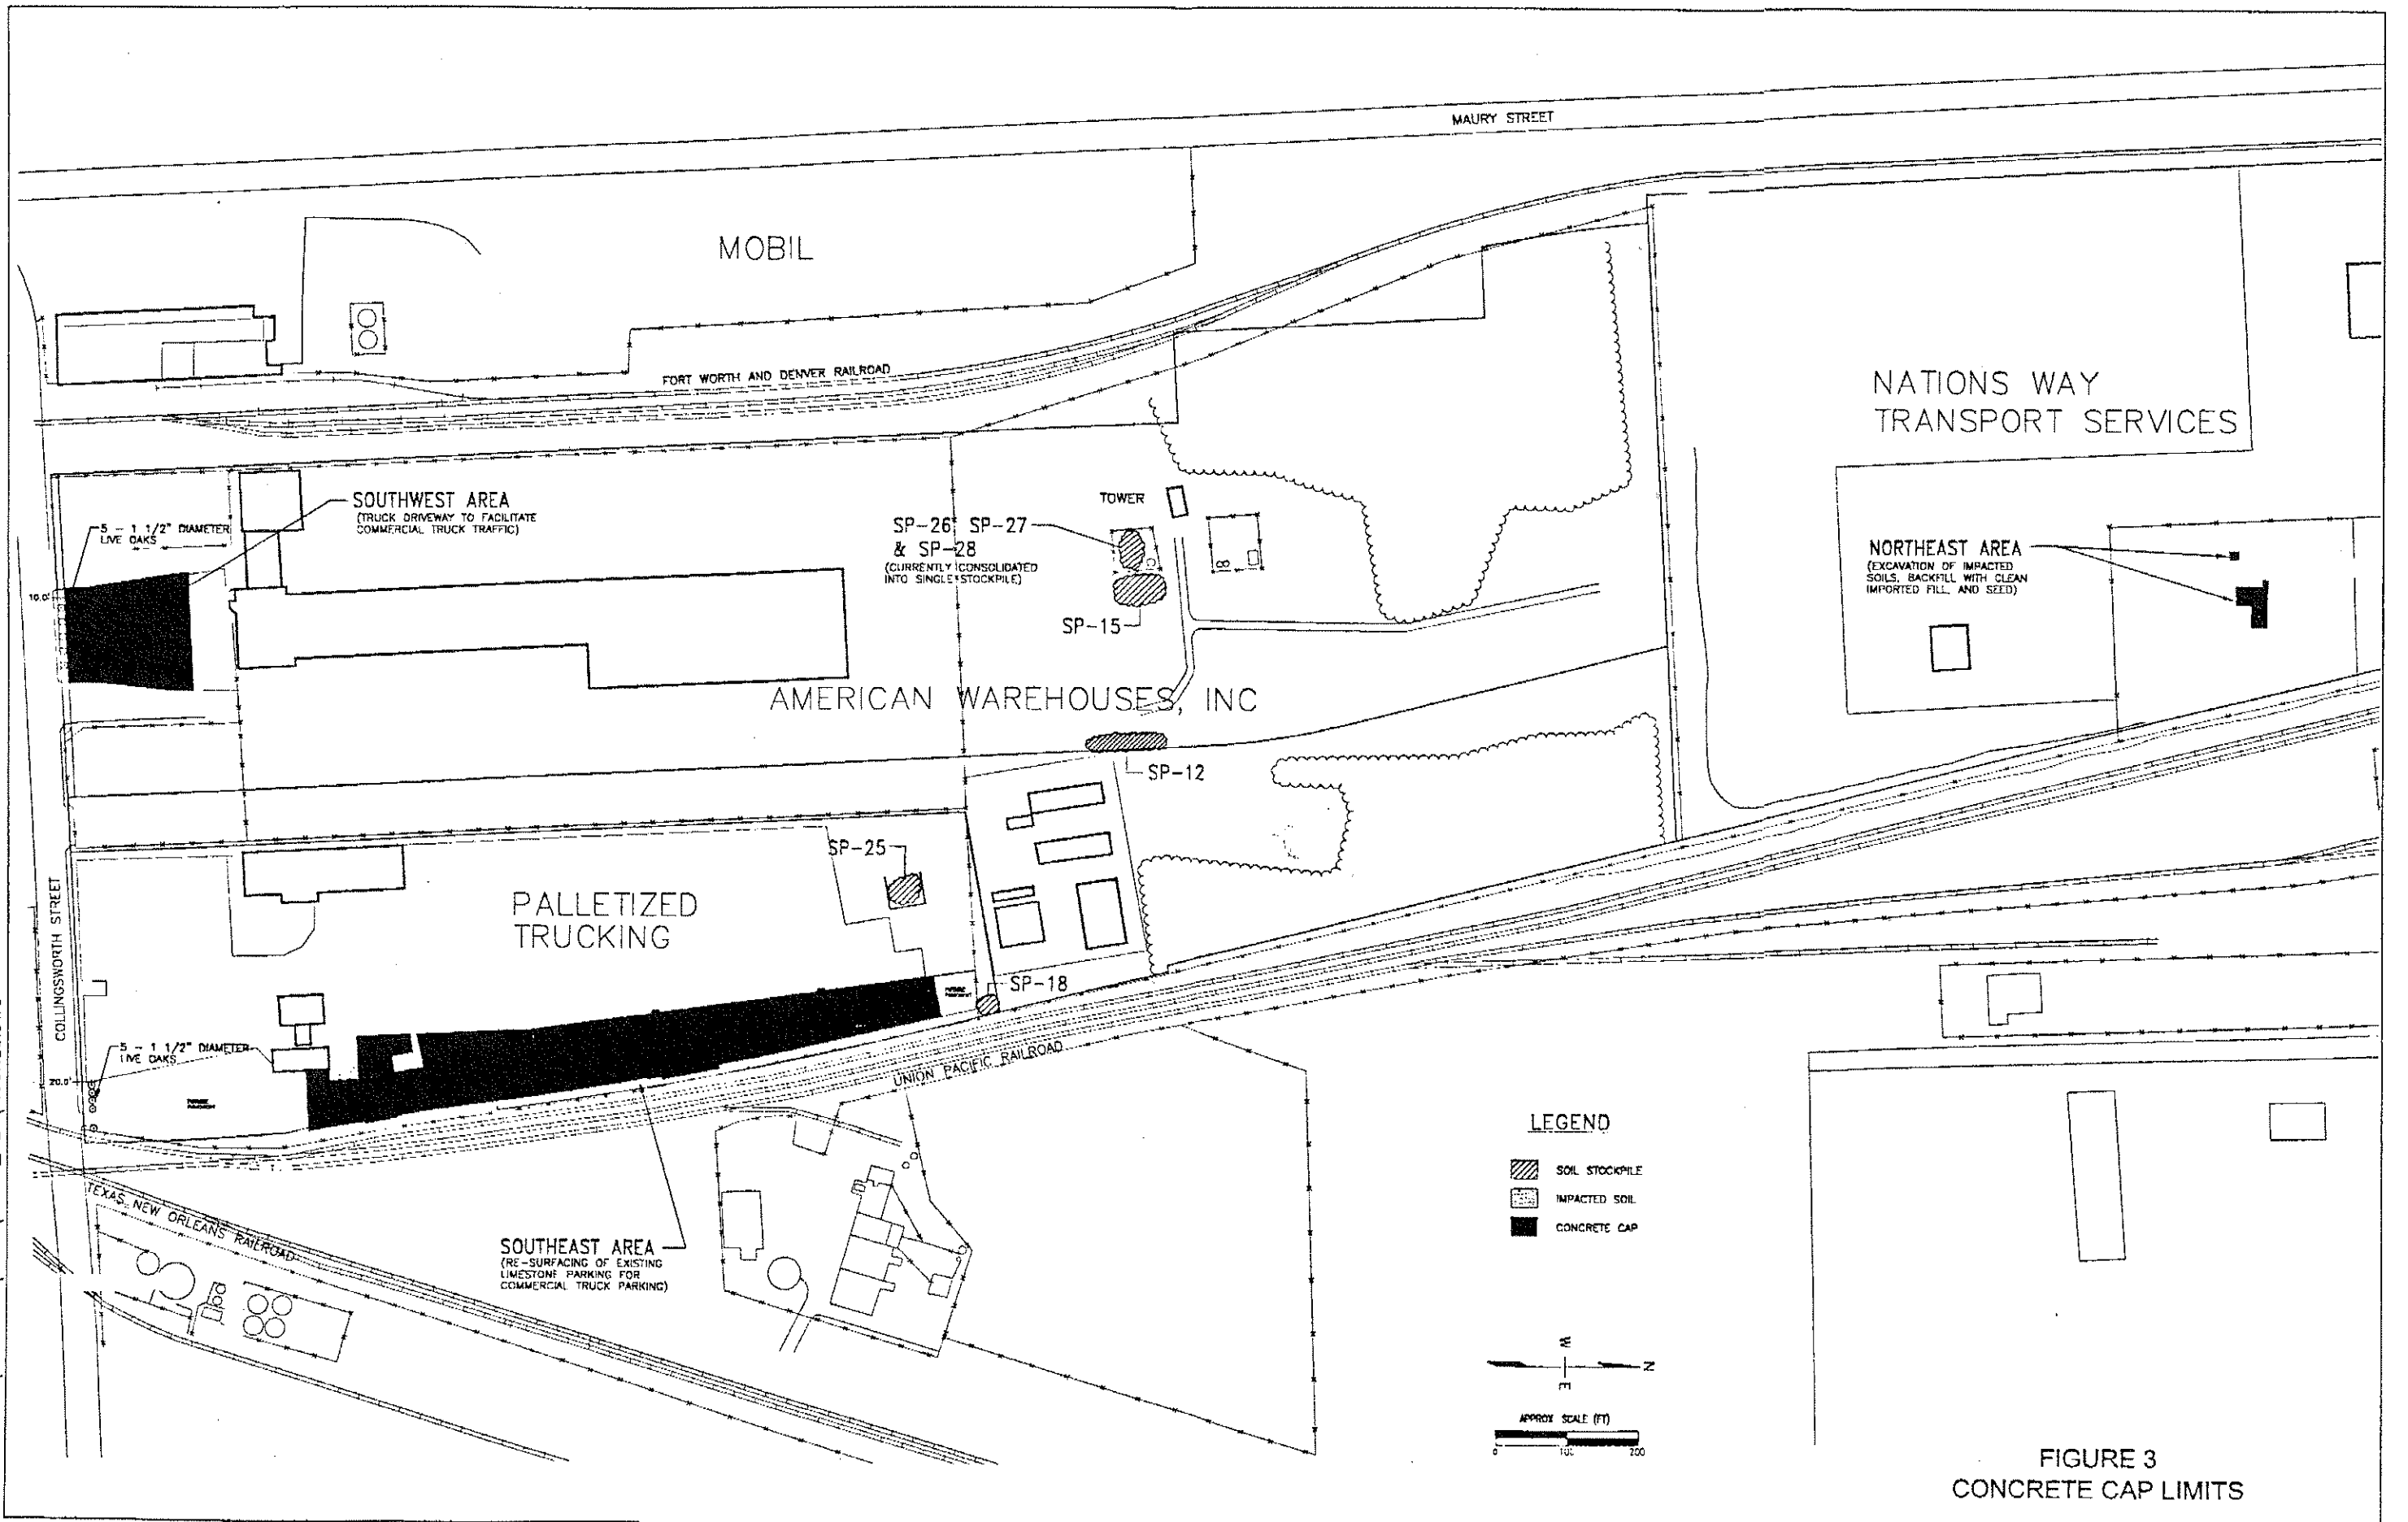 MAURY STREET
MOBIL
FORT WORTH AND DENVER RAILROAD
NATIONS WAY
TRANSPORT SERVICES
SOUTHWEST AREA
(TRUCK DRIVEWAY TO FACILITATE
COMMERCIAL TRUCK TRAFFIC)
5 - 1 1/2" DIAMETER
LIVE OAKS
10.0'
TOWER
SP-26, SP-27
& SP-28
(CURRENTLY CONSOLIDATED
INTO SINGLE STOCKPILE)
SP-15
NORTHEAST AREA
(EXCAVATION OF IMPACTED
SOILS, BACKFILL WITH CLEAN
IMPORTED FILL, AND SEED)
AMERICAN WAREHOUSES, INC
SP-12
SP-25
PALLETIZED
TRUCKING
COLLINGSWORTH STREET
SP-18
5 - 1 1/2" DIAMETER
LIVE OAKS
20.0'
UNION PACIFIC RAILROAD
TEXAS, NEW ORLEANS RAILROAD
SOUTHEAST AREA
(RE-SURFACING OF EXISTING
LIMESTONE PARKING FOR
COMMERCIAL TRUCK PARKING)
LEGEND
SOIL STOCKPILE
IMPACTED SOIL
CONCRETE CAP
W
N
E
APPROX SCALE (FT)
0 100 200
FIGURE 3
CONCRETE CAP LIMITS